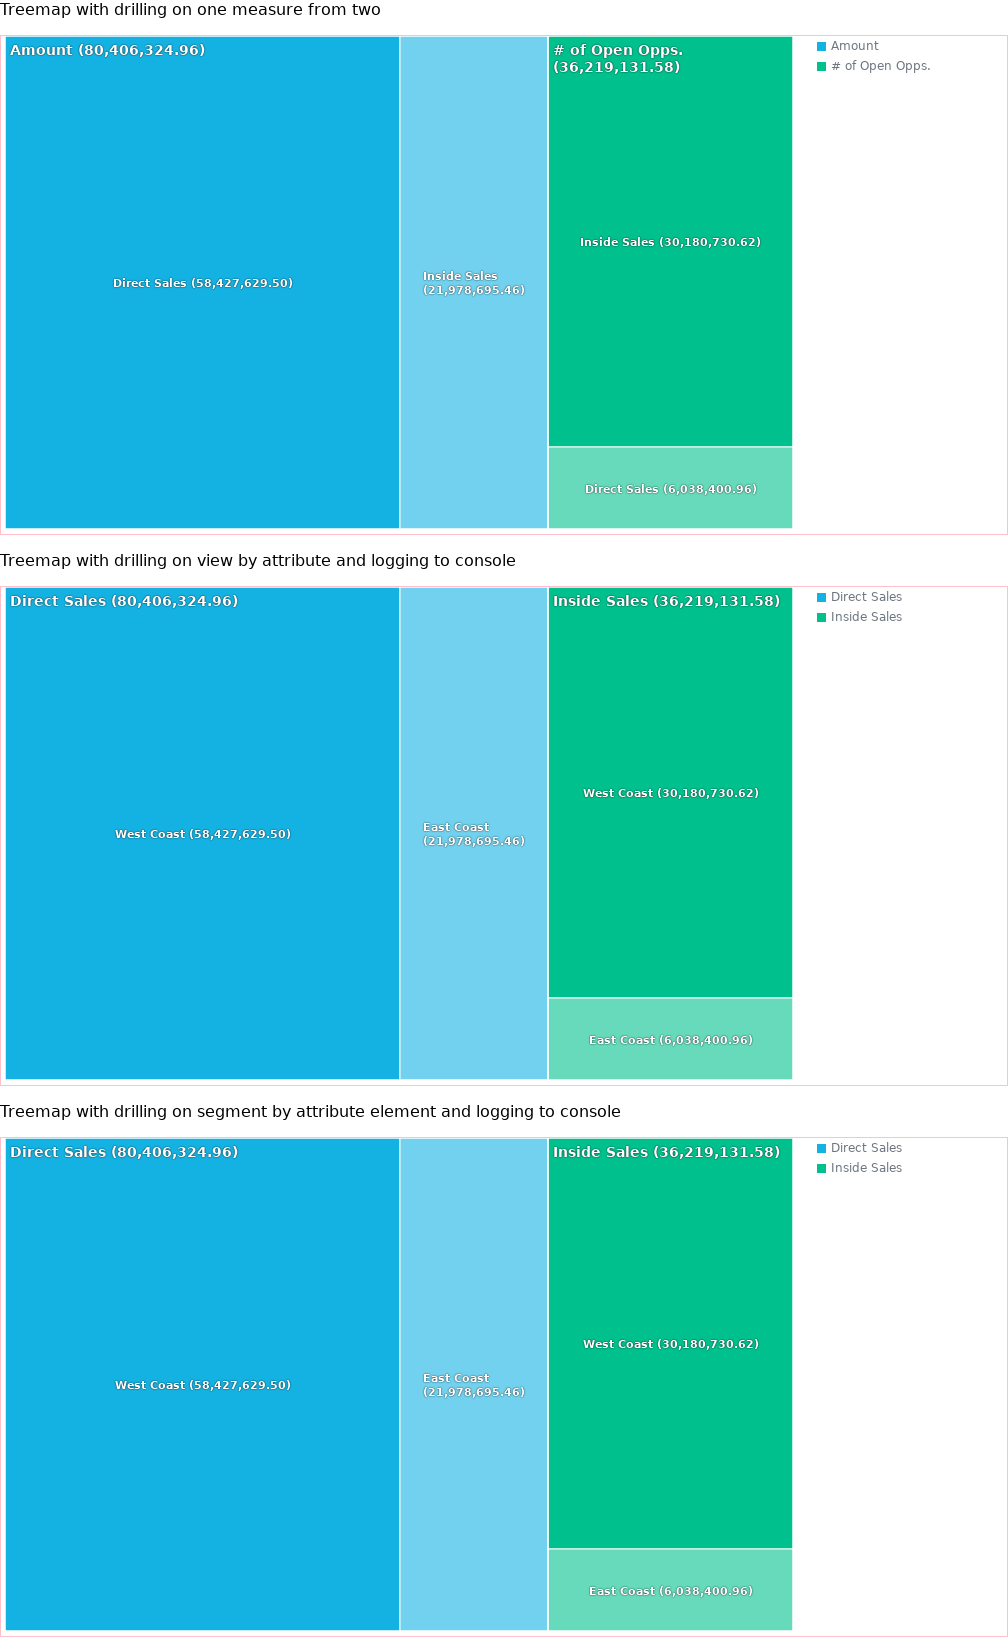 Treemap with drilling on one measure from two
Amount (80,406,324.96)
Direct Sales (58,427,629.50)
Inside Sales
(21,978,695.46)
# of Open Opps.
(36,219,131.58)
Inside Sales (30,180,730.62)
Direct Sales (6,038,400.96)
Amount
# of Open Opps.
Treemap with drilling on view by attribute and logging to console
Direct Sales (80,406,324.96)
West Coast (58,427,629.50)
East Coast
(21,978,695.46)
Inside Sales (36,219,131.58)
West Coast (30,180,730.62)
East Coast (6,038,400.96)
Direct Sales
Inside Sales
Treemap with drilling on segment by attribute element and logging to console
Direct Sales (80,406,324.96)
West Coast (58,427,629.50)
East Coast
(21,978,695.46)
Inside Sales (36,219,131.58)
West Coast (30,180,730.62)
East Coast (6,038,400.96)
Direct Sales
Inside Sales